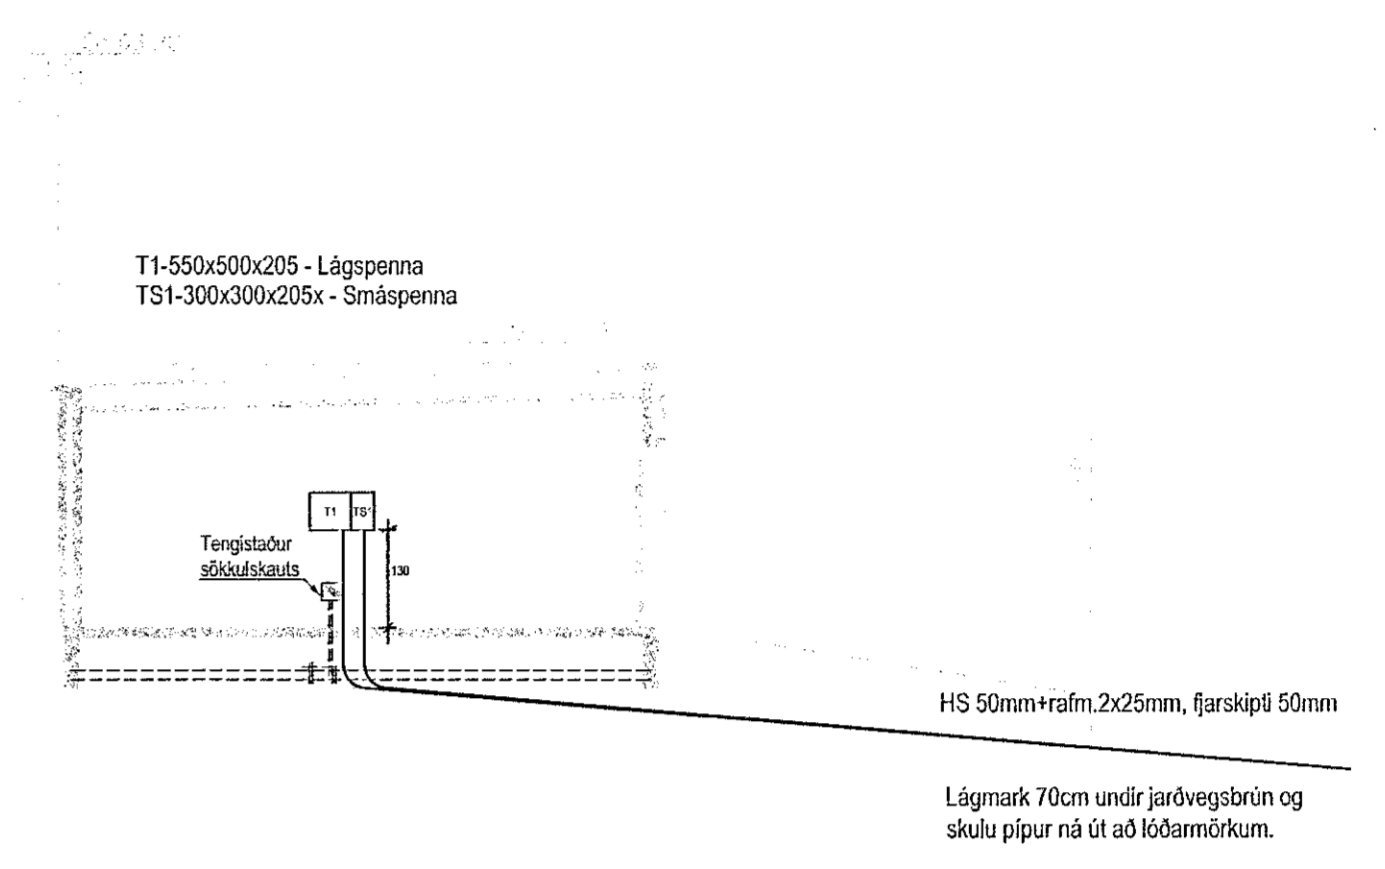 T1-550x500x205 - Lágspenna
TS1-300x300x205x - Smáspenna
T1 TS1
Tengistaður
sökkulskauts
130
HS 50mm+rafm.2x25mm, fjarskipti 50mm
Lágmark 70cm undir jarðvegsbrún og
skulu pípur ná út að lóðarmörkum.